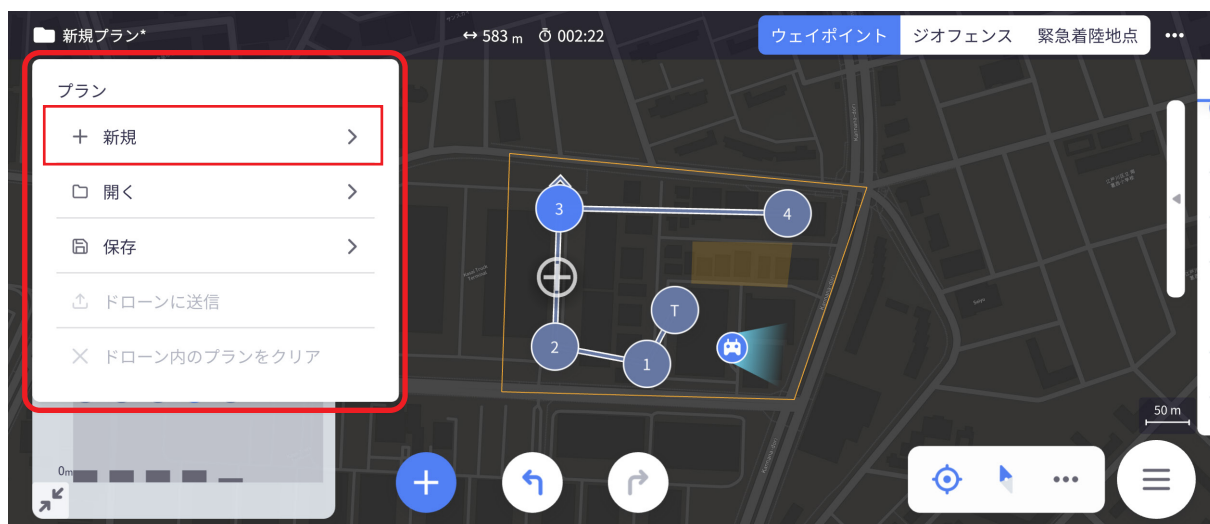 新規プラン*
583 m 002:22
ウェイポイント ジオフェンス 緊急着陸地点
プラン
新規
開く
保存
ドローンに送信
ドローン内のプランをクリア
3
4
T
2
1
50 m
0m